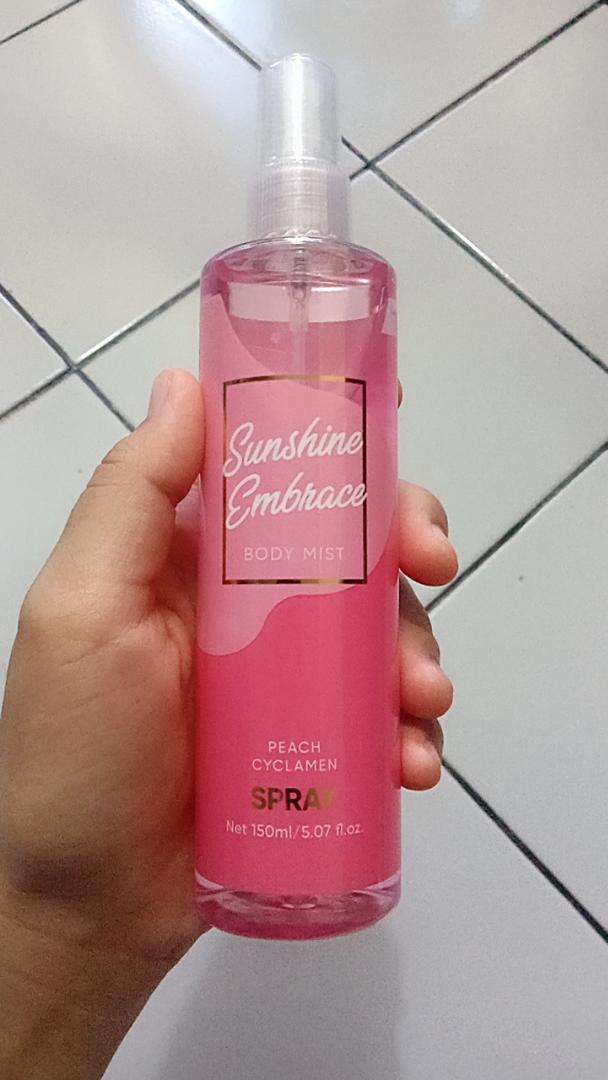 Sunshine
Embrace
BODY MIST
PEACH
CYCLAMEN
SPRAY
Net 150ml/5.07 fl.oz.